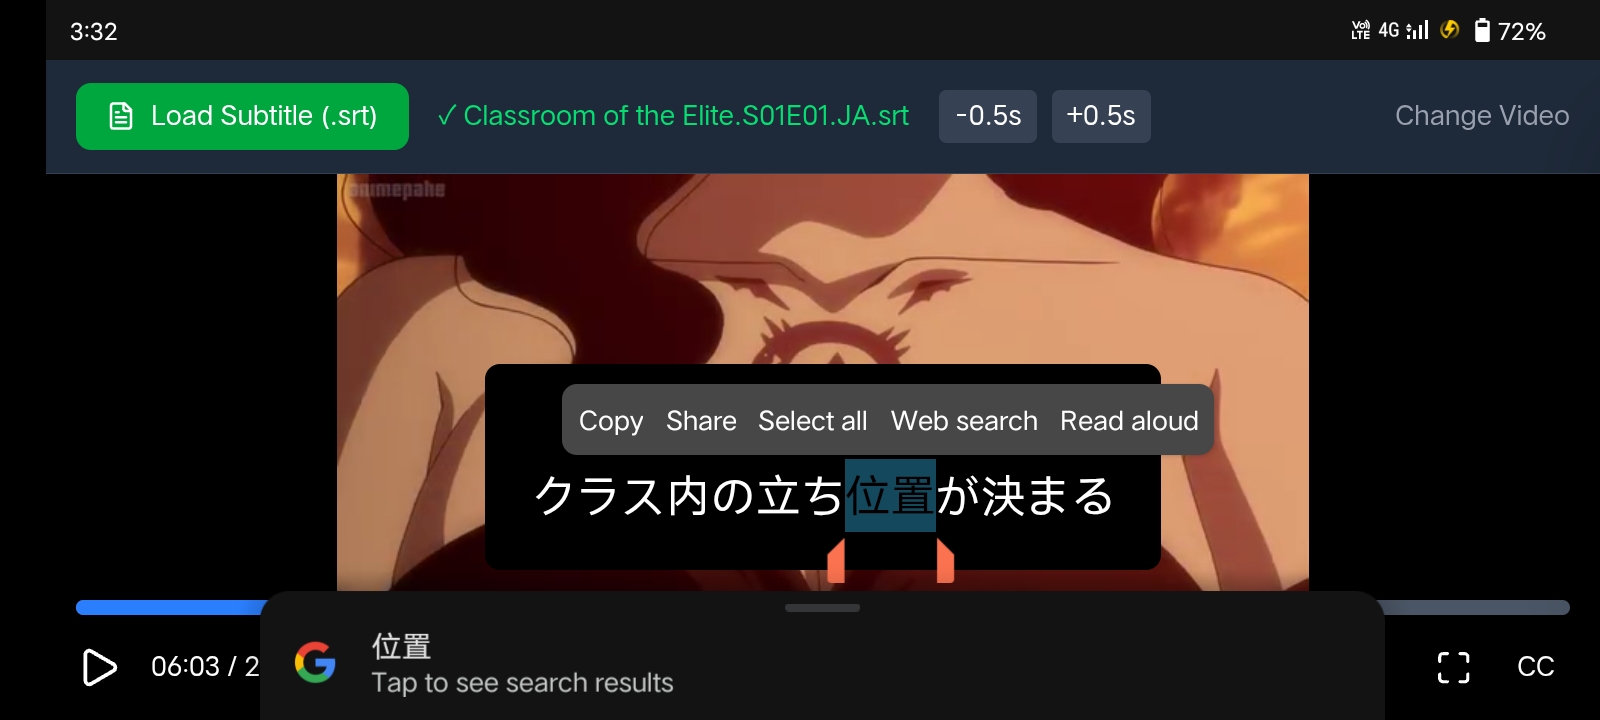 3:32
Vo) LTE 4G 72%
Load Subtitle (.srt) ✓ Classroom of the Elite.S01E01.JA.srt -0.5s +0.5s Change Video
animepahe
Copy Share Select all Web search Read aloud
クラス内の立ち位置が決まる
06:03 / 2 CC
位置
Tap to see search results